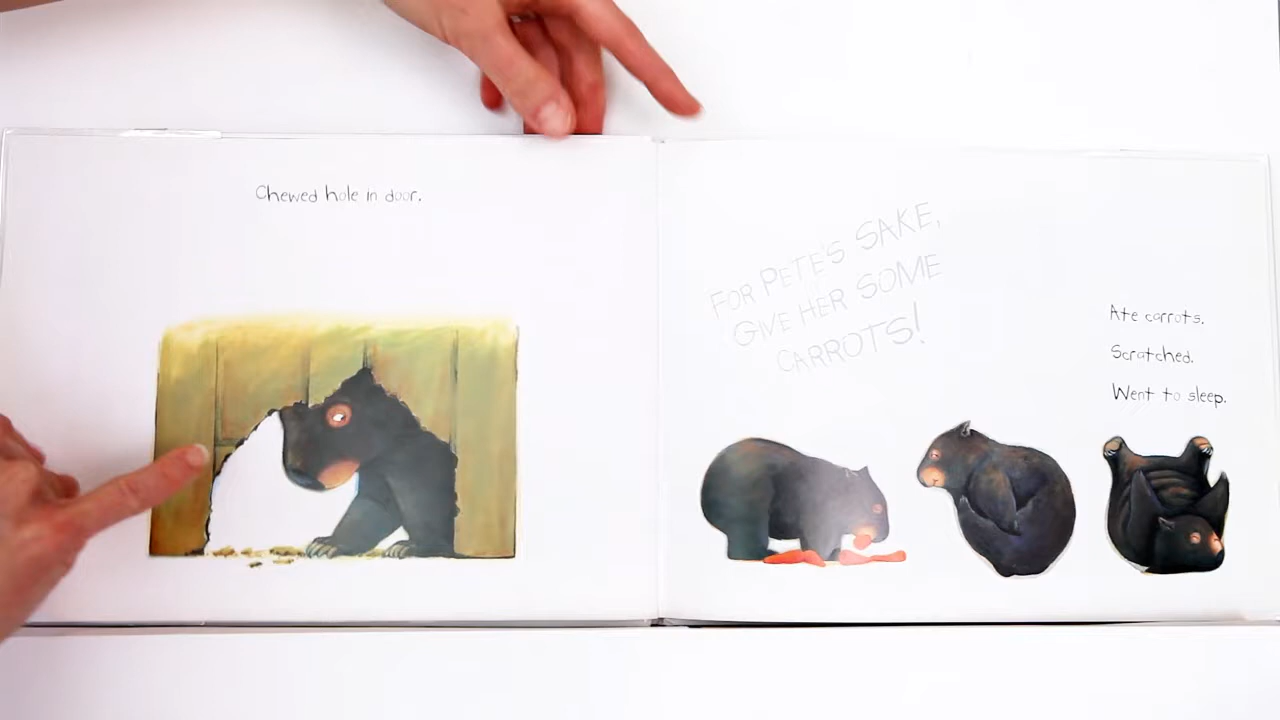 Chewed hole in door.
FOR PETE'S SAKE,
GIVE HER SOME
CARROTS!
Ate carrots.
Scratched.
Went to sleep.